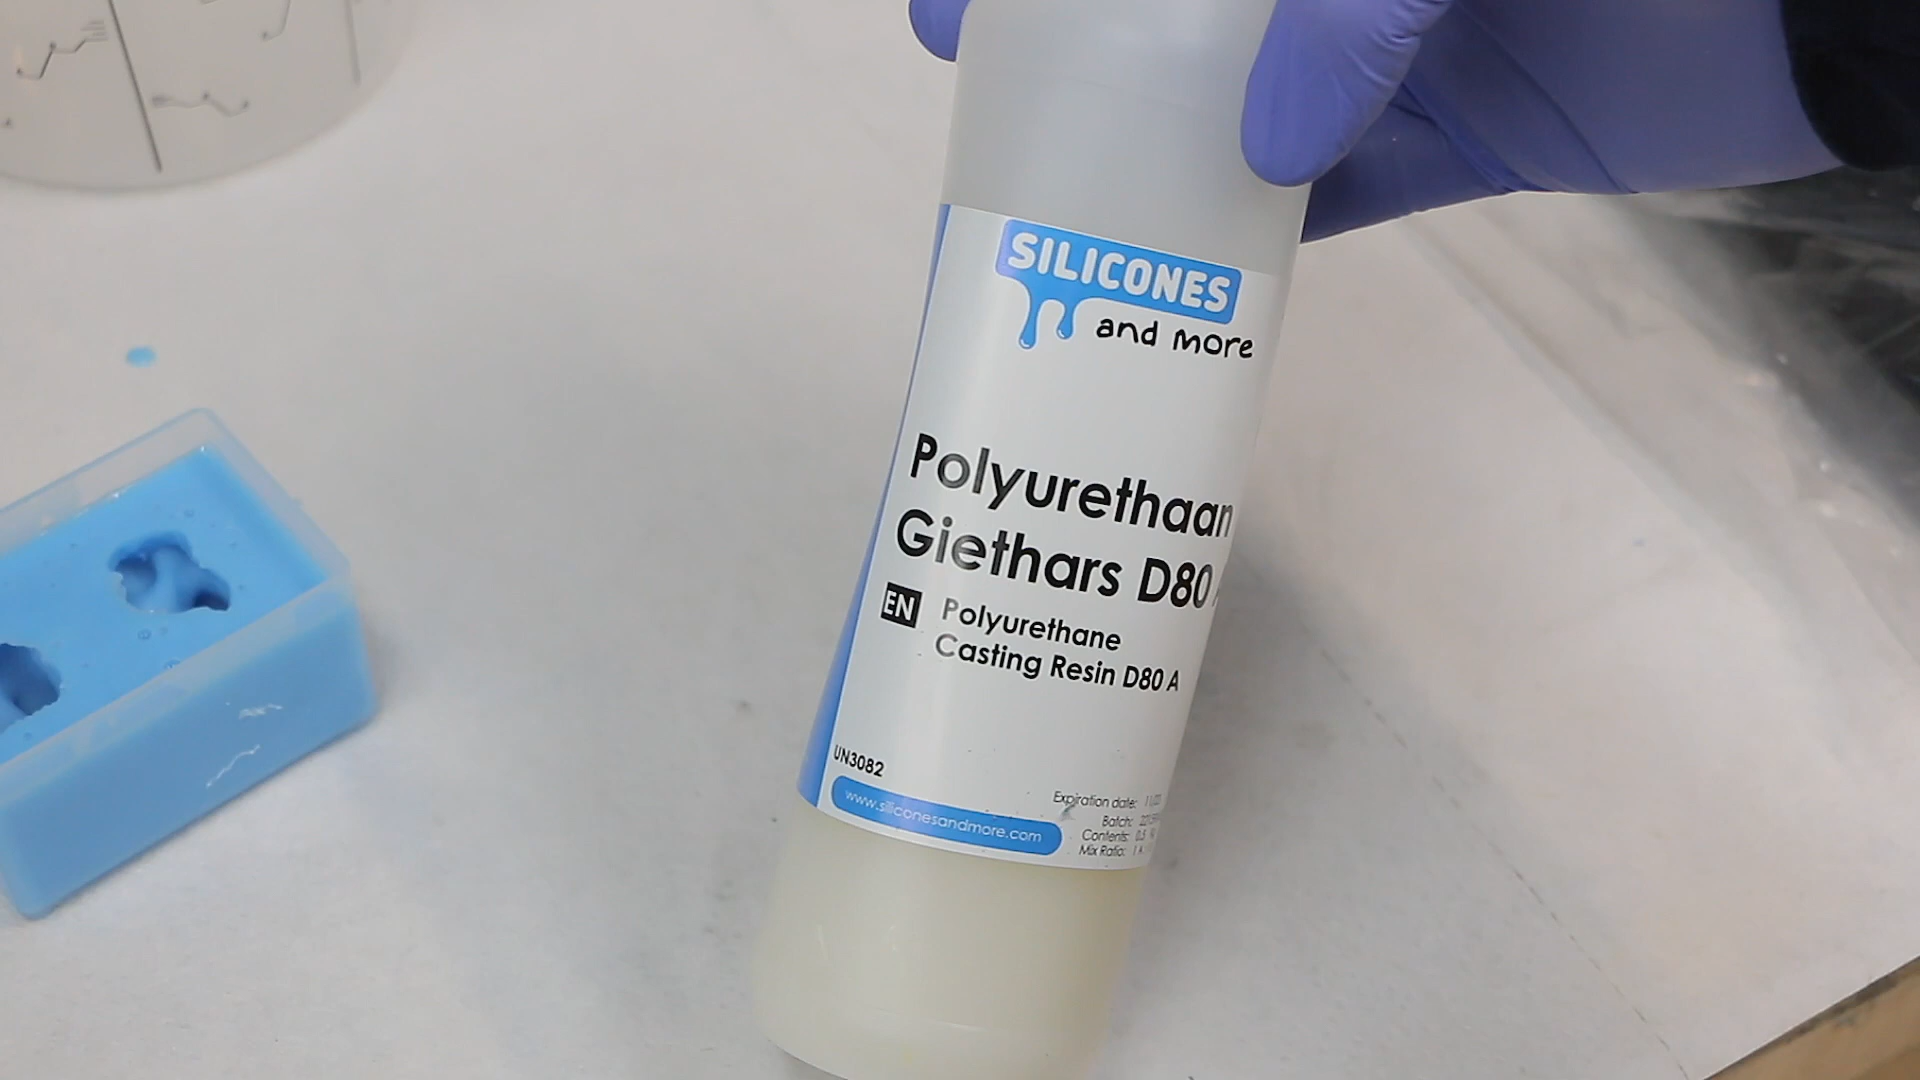 SILICONES
and more
Polyurethaan
Giethars D80
EN
Polyurethane
Casting Resin D80 A
UN3082
www.siliconesandmore.com
Expiration date:
Batch:
Contents:
Mix Ratio: